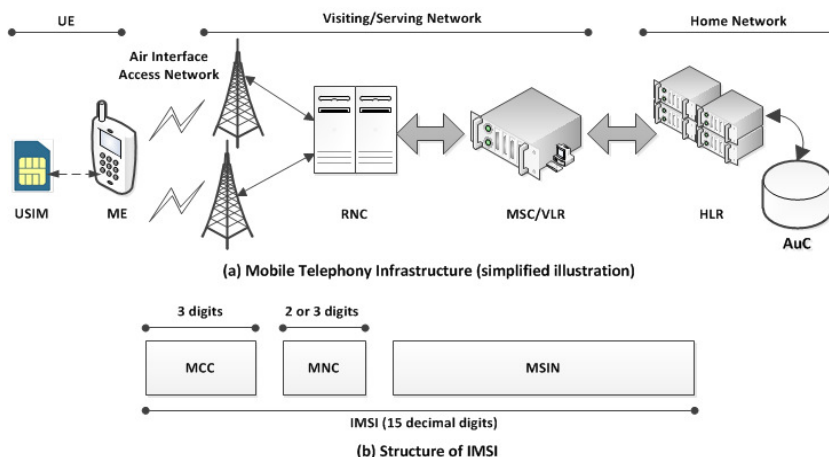 UE
Visiting/Serving Network
Home Network
Air Interface
Access Network
USIM
ME
RNC
MSC/VLR
HLR
AuC
(a) Mobile Telephony Infrastructure (simplified illustration)
3 digits
2 or 3 digits
MCC
MNC
MSIN
IMSI (15 decimal digits)
(b) Structure of IMSI